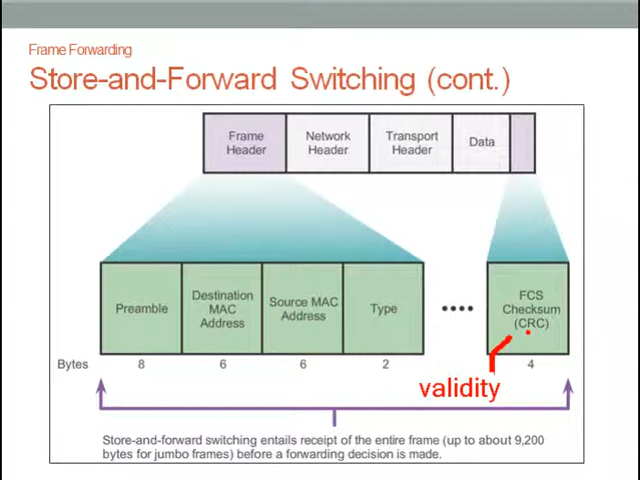 Frame Forwarding
Store-and-Forward Switching (cont.)
Frame Header
Network Header
Transport Header
Data
Preamble
Destination MAC Address
Source MAC Address
Type
....
FCS Checksum (CRC)
Bytes 8 6 6 2 4
validity
Store-and-forward switching entails receipt of the entire frame (up to about 9,200
bytes for jumbo frames) before a forwarding decision is made.